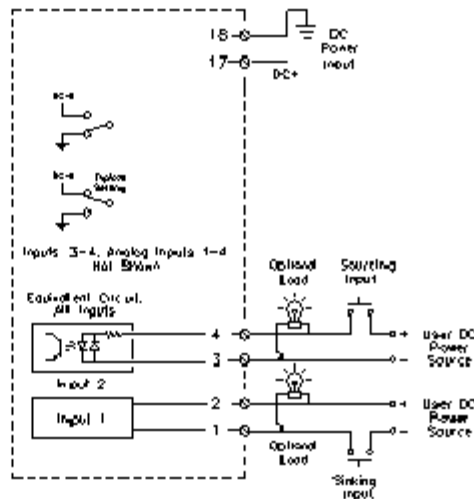 18
DC
Power
Input
17
DC+
Inputs 3-4, Analog Inputs 1-4
Not Shown
Equivalent Circuit,
All Inputs
Optional
Load
Sourcing
Input
4
+ User DC
Power
- Source
3
Input 2
2
+ User DC
Power
- Source
Input 1
1
Optional
Load
Sinking
Input